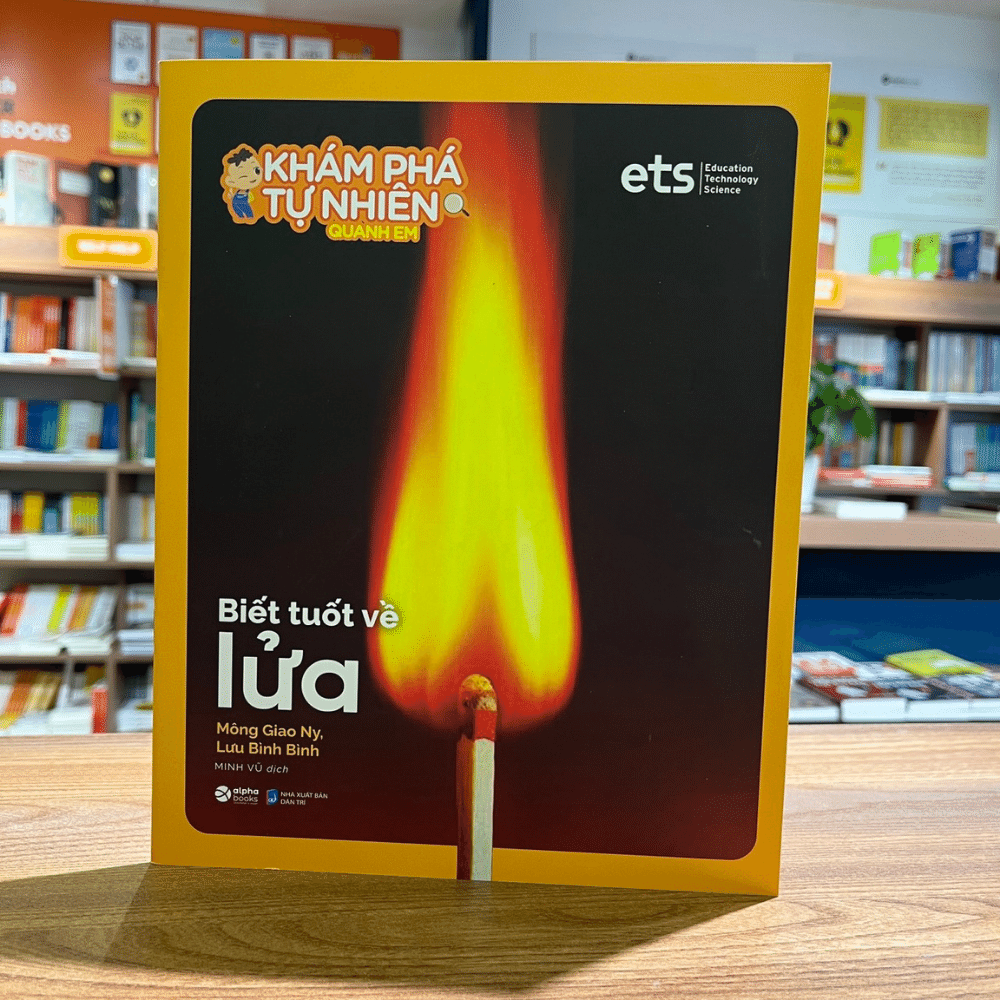 KHÁM PHÁ
TỰ NHIÊN
QUANH EM
ets
Education
Technology
Science
Biết tuốt về
lửa
Mông Giao Ny,
Lưu Bình Bình
MINH VŨ dịch
alpha
books
NHÀ XUẤT BẢN
DÂN TRÍ
BOOKS